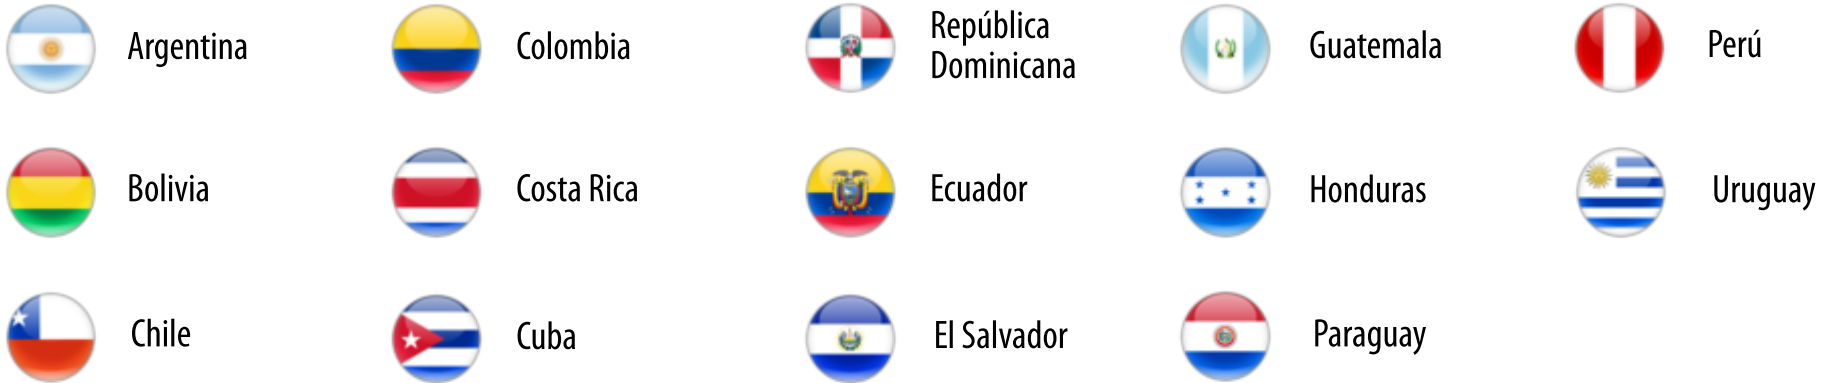 Argentina
Colombia
República
Dominicana
Guatemala
Perú
Bolivia
Costa Rica
Ecuador
Honduras
Uruguay
Chile
Cuba
El Salvador
Paraguay